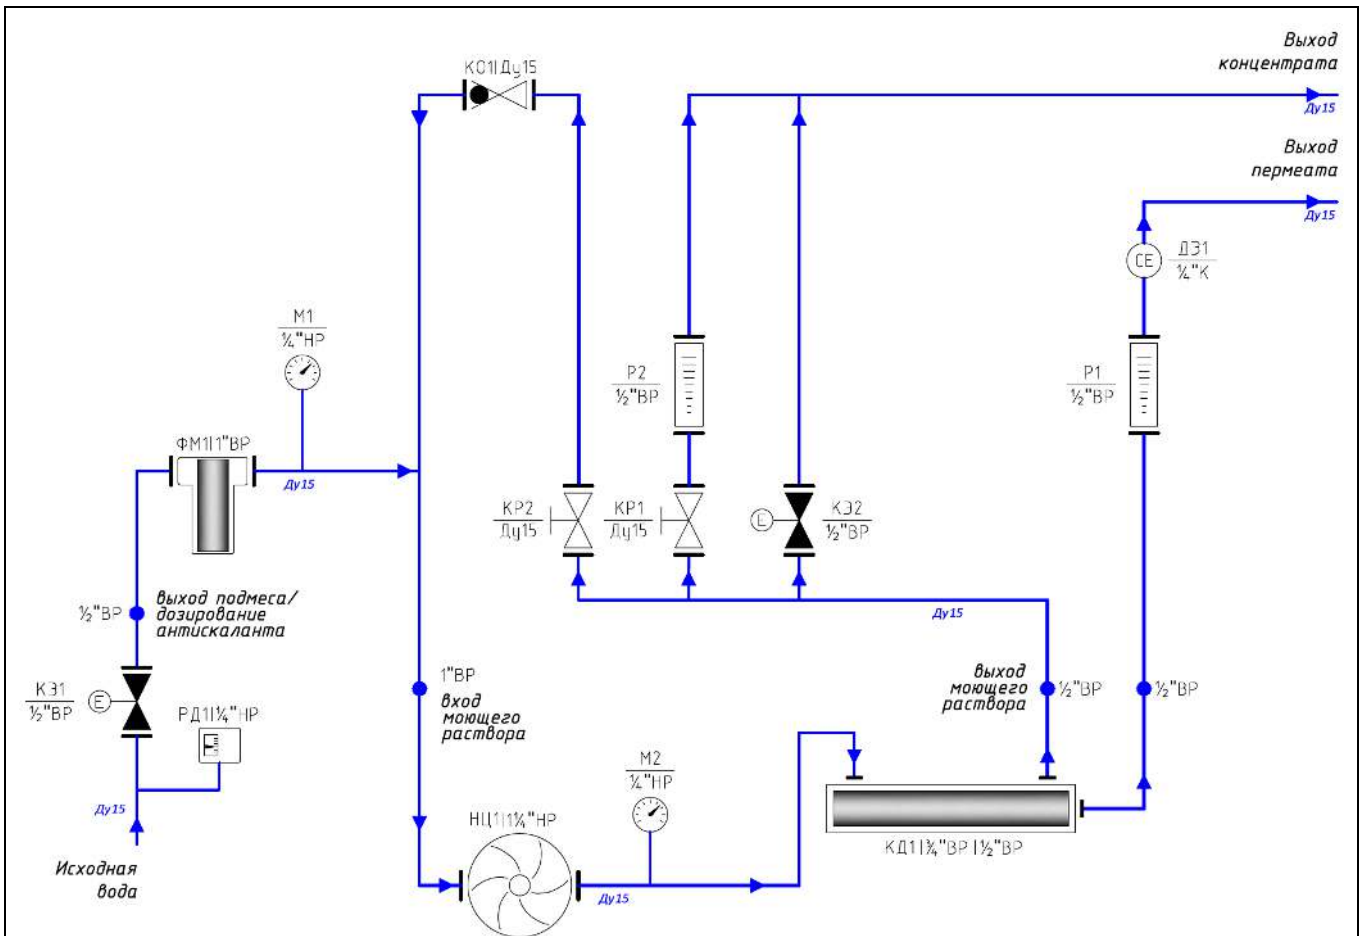 КО1|Ду15
Выход
концентрата
Ду15
Выход
пермеата
Ду15
CE
ДЭ1
¼"К
М1
¼"НР
Р2
½"ВР
Р1
½"ВР
ФМ1|1"ВР
Ду15
КР2
Ду15
КР1
Ду15
E
КЭ2
½"ВР
½"ВР
выход подмеса/
дозирование
антискаланта
Ду15
КЭ1
½"ВР
E
РД1|¼"НР
1"ВР
вход
моющего
раствора
выход
моющего
раствора
½"ВР
½"ВР
Ду15
Исходная
вода
М2
¼"НР
НЦ1|1¼"НР
Ду15
КД1|¾"ВР|½"ВР